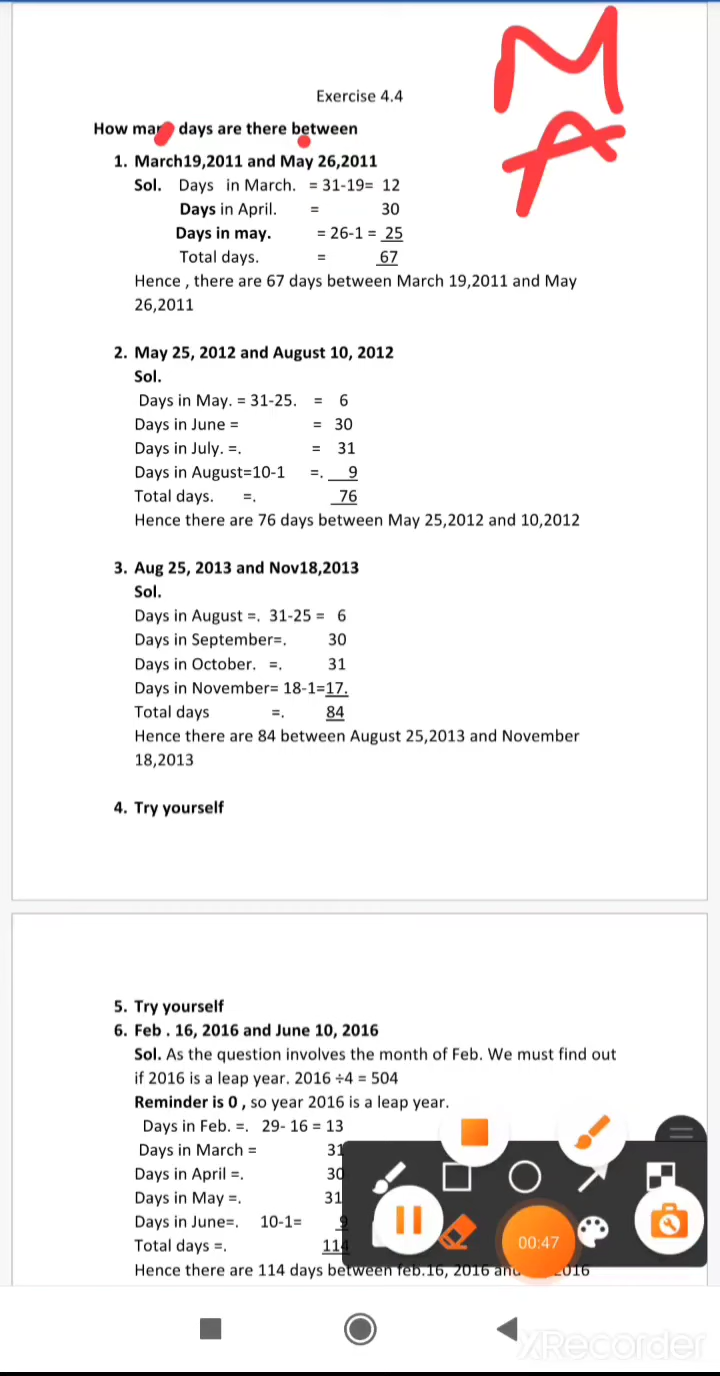 MA
Exercise 4.4
How days are there between
1. March19,2011 and May 26,2011
Sol. Days in March. = 31-19= 12
Days in April. = 30
Days in may. = 26-1 = 25
Total days. = 67
Hence , there are 67 days between March 19,2011 and May
26,2011
2. May 25, 2012 and August 10, 2012
Sol.
Days in May. = 31-25. = 6
Days in June = = 30
Days in July. =. = 31
Days in August=10-1 =. 9
Total days. =. 76
Hence there are 76 days between May 25,2012 and 10,2012
3. Aug 25, 2013 and Nov18,2013
Sol.
Days in August =. 31-25 = 6
Days in September=. 30
Days in October. =. 31
Days in November= 18-1=17.
Total days =. 84
Hence there are 84 between August 25,2013 and November
18,2013
4. Try yourself
5. Try yourself
6. Feb . 16, 2016 and June 10, 2016
Sol. As the question involves the month of Feb. We must find out
if 2016 is a leap year. 2016 ÷4 = 504
Reminder is 0 , so year 2016 is a leap year.
Days in Feb. =. 29- 16 = 13
Days in March = 31
Days in April =. 30
Days in May =. 31
Days in June=. 10-1= 9
Total days =. 114
00:47
Hence there are 114 days between feb.16, 2016 2016
XRecorder